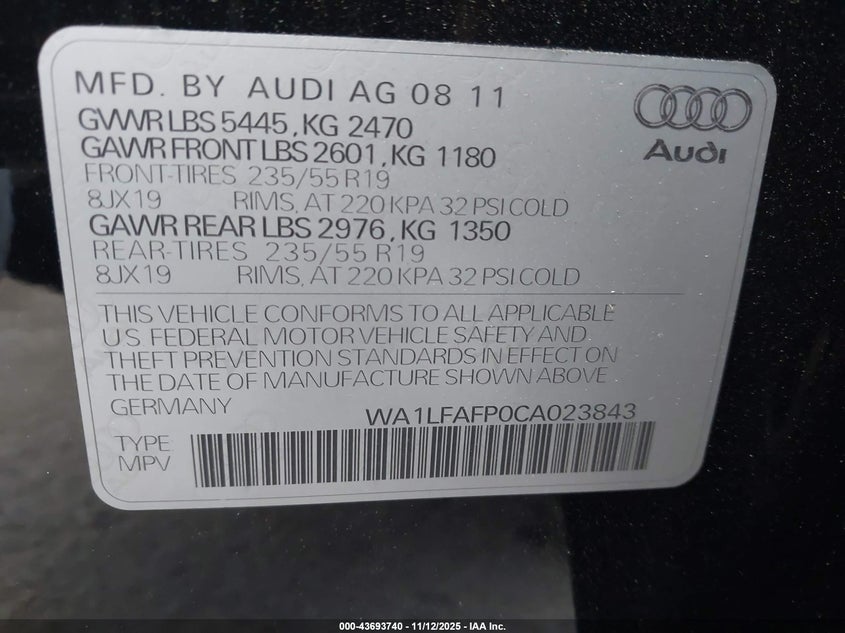 MFD. BY AUDI AG 08 11
GVWR LBS 5445, KG 2470
GAWR FRONT LBS 2601, KG 1180
FRONT-TIRES 235/55 R19
8JX19 RIMS, AT 220 KPA 32 PSI COLD
GAWR REAR LBS 2976, KG 1350
REAR-TIRES 235/55 R19
8JX19 RIMS, AT 220 KPA 32 PSI COLD
Audi
THIS VEHICLE CONFORMS TO ALL APPLICABLE
U.S. FEDERAL MOTOR VEHICLE SAFETY AND
THEFT PREVENTION STANDARDS IN EFFECT ON
THE DATE OF MANUFACTURE SHOWN ABOVE
GERMANY WA1LFAFP0CA023843
TYPE
MPV
000-43693740 - 11/12/2025 - IAA Inc.